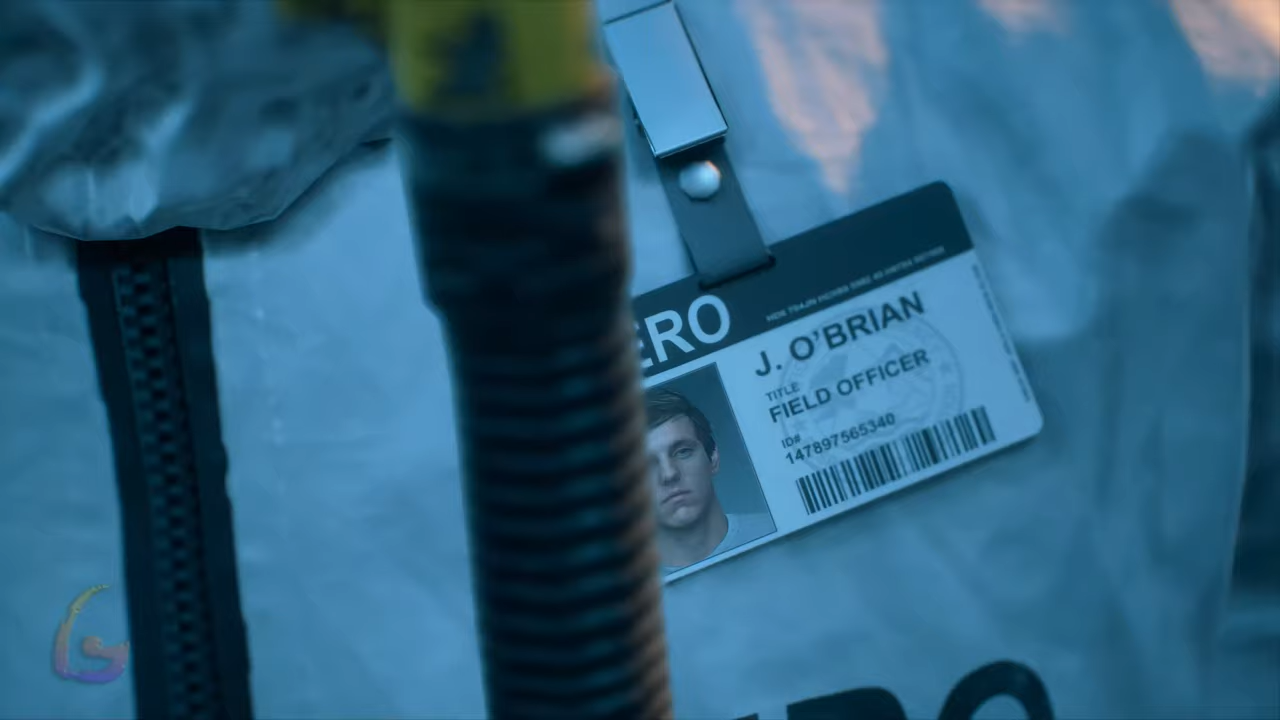 ERO
J. O'BRIAN
TITLE
FIELD OFFICER
ID#
147897565340